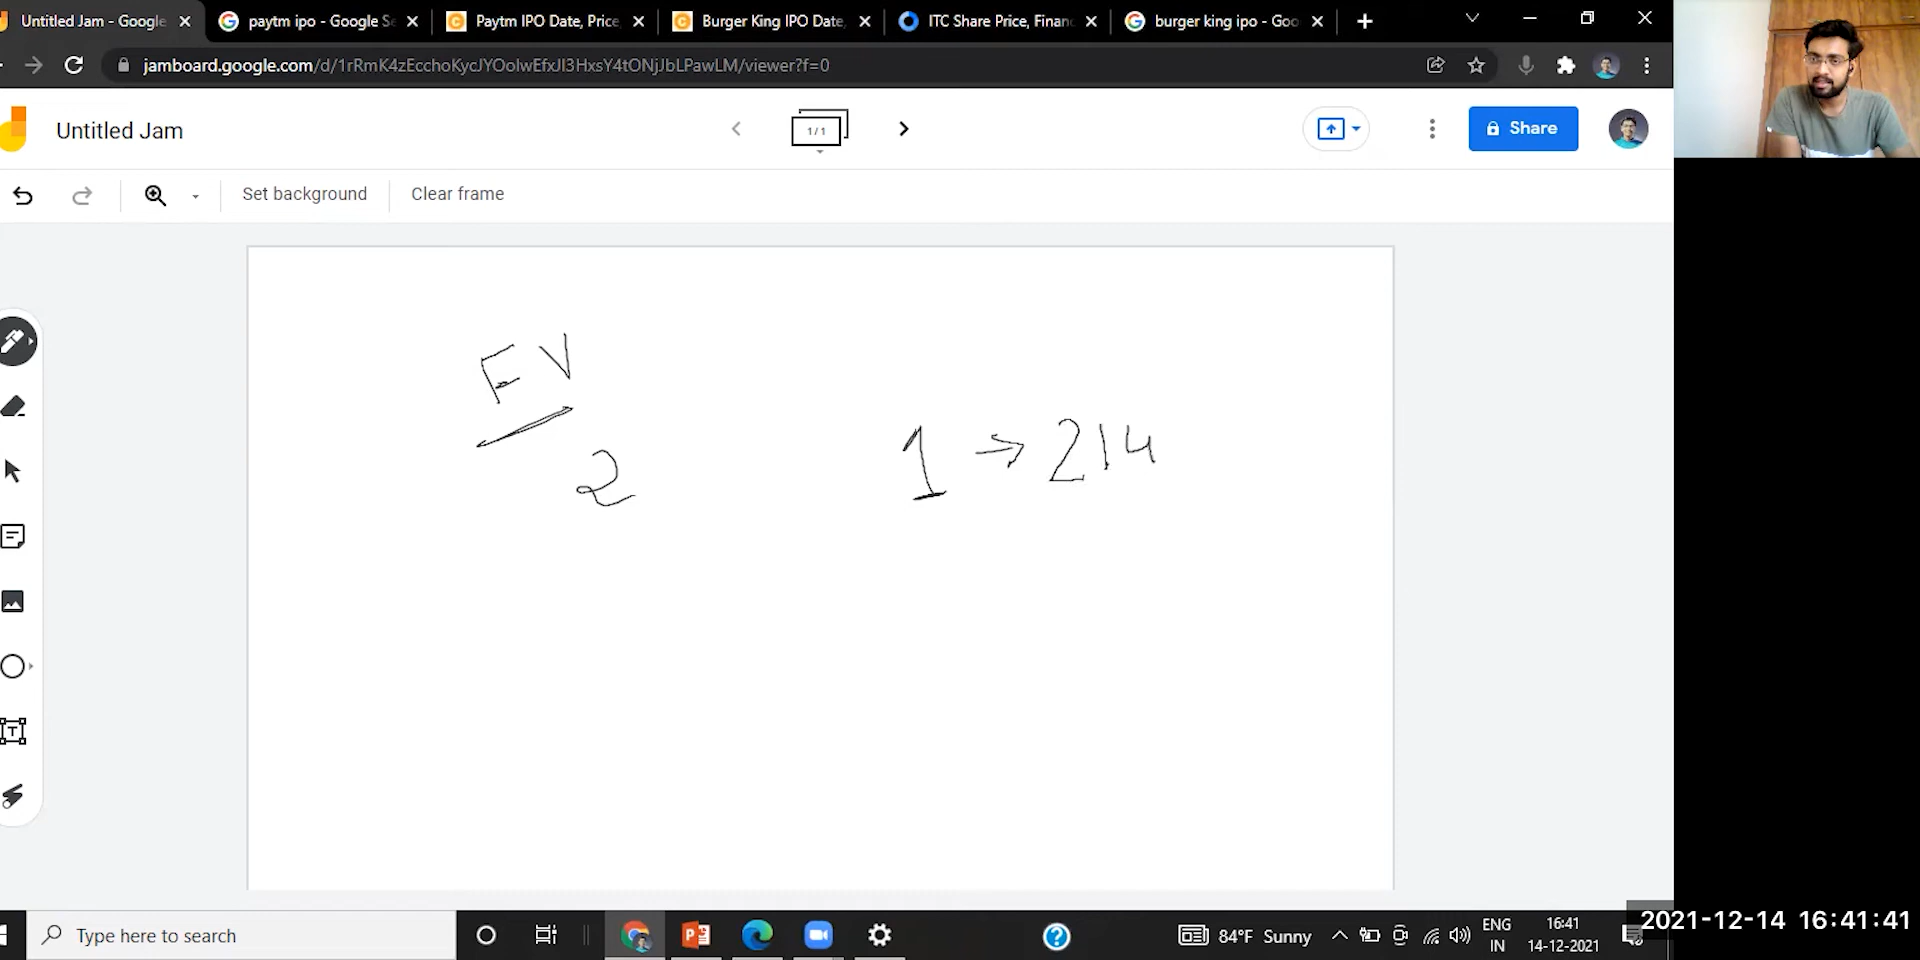 Untitled Jam - Google
paytm ipo - Google Se
Paytm IPO Date, Price,
Burger King IPO Date,
ITC Share Price, Financ
burger king ipo - Goo
jamboard.google.com/d/1rRmK4zEcchoKycJYOolwEfxJI3HxsY4tONjJbLPawLM/viewer?f=0
Untitled Jam
1/1
Share
Set background
Clear frame
FV
2
1 → 214
Type here to search
84°F Sunny
ENG
IN
16:41
14-12-2021
2021-12-14 16:41:41